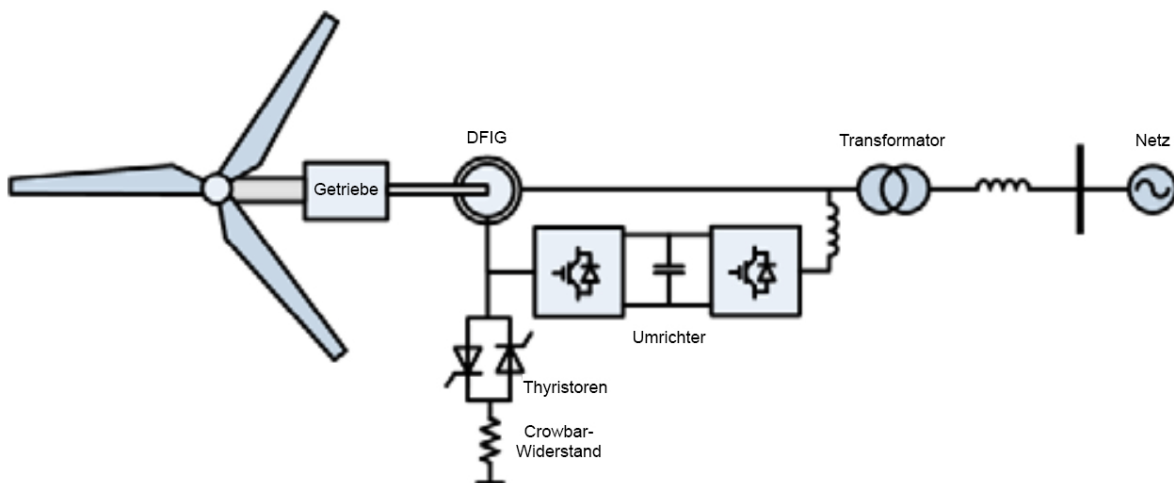 DFIG
Transformator
Netz
Getriebe
Umrichter
Thyristoren
Crowbar-
Widerstand